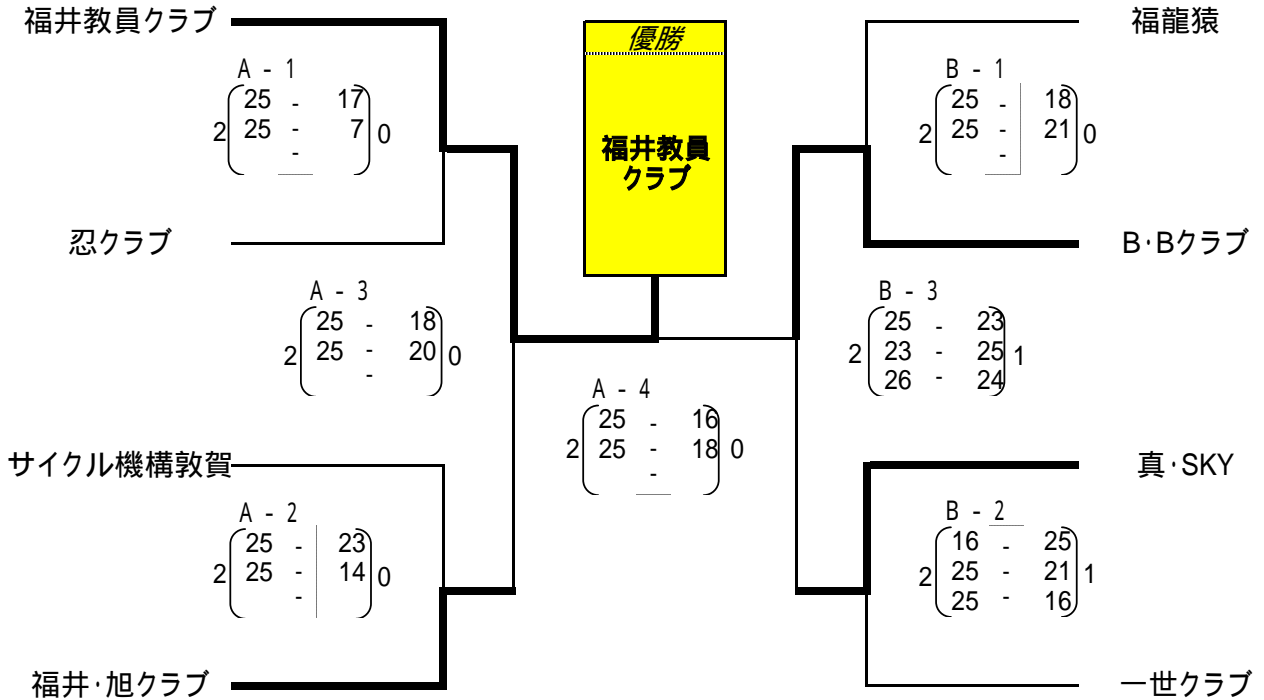 福井教員クラブ
優勝
福龍猿
A - 1
25 - 17
2 25 - 7 0
-
福井教員
クラブ
B - 1
25 - 18
2 25 - 21 0
-
忍クラブ
B･Bクラブ
A - 3
25 - 18
2 25 - 20 0
-
B - 3
25 - 23
2 23 - 25 1
26 - 24
A - 4
25 - 16
2 25 - 18 0
-
サイクル機構敦賀
真･SKY
A - 2
25 - 23
2 25 - 14 0
-
B - 2
16 - 25
2 25 - 21 1
25 - 16
福井･旭クラブ
一世クラブ